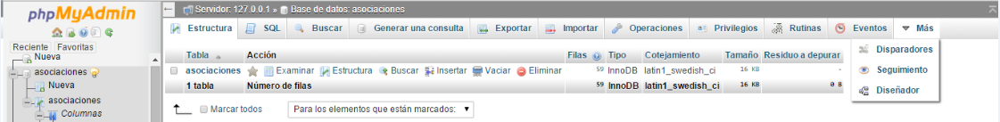 phpMyAdmin
Reciente Favoritas
Nueva
asociaciones
Nueva
asociaciones
Columnas
Servidor: 127.0.0.1 » Base de datos: asociaciones
Estructura SQL Buscar Generar una consulta Exportar Importar Operaciones Privilegios Rutinas Eventos Más
Disparadores
Seguimiento
Diseñador
Tabla Acción Filas Tipo Cotejamiento Tamaño Residuo a depurar
asociaciones Examinar Estructura Buscar Insertar Vaciar Eliminar 59 InnoDB latin1_swedish_ci 16 KB -
1 tabla Número de filas 59 InnoDB latin1_swedish_ci 16 KB 0 B
Marcar todos Para los elementos que están marcados: